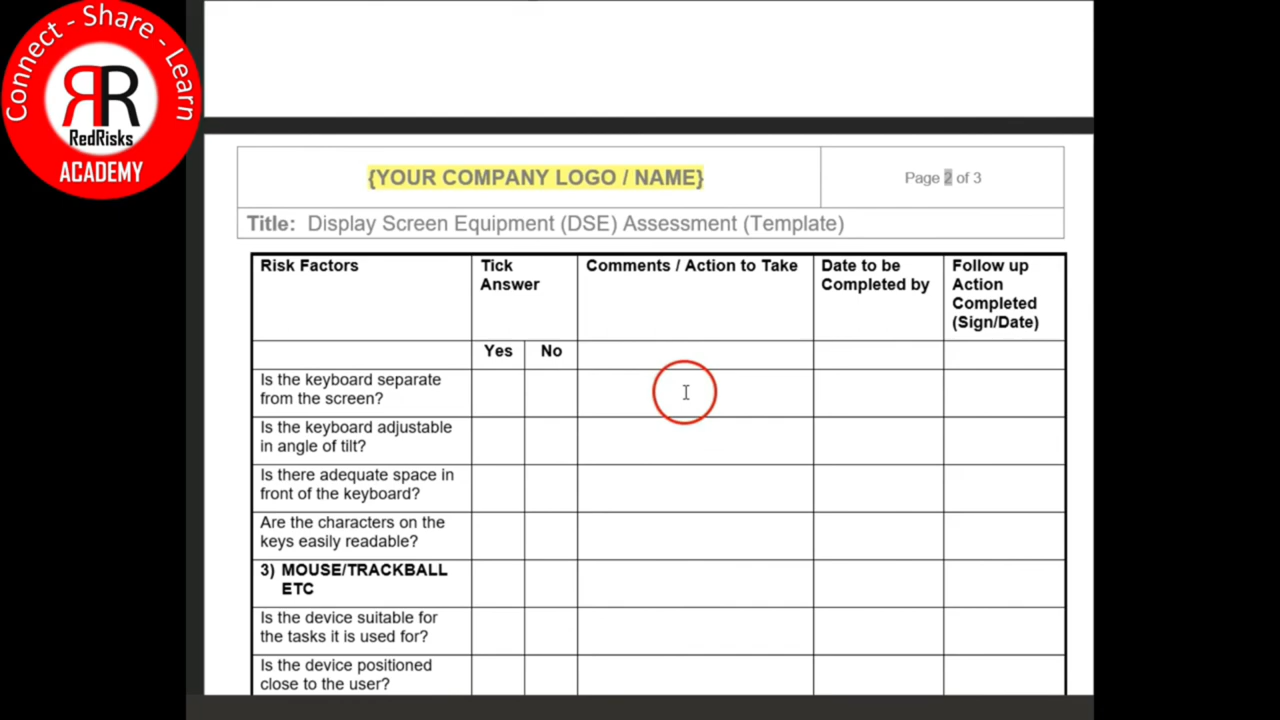 Connect - Share - Learn
RR
RedRisks
ACADEMY
{YOUR COMPANY LOGO / NAME}
Page 2 of 3
Title: Display Screen Equipment (DSE) Assessment (Template)
Risk Factors
Tick
Answer
Comments / Action to Take
Date to be
Completed by
Follow up
Action
Completed
(Sign/Date)
Yes No
Is the keyboard separate
from the screen?
Is the keyboard adjustable
in angle of tilt?
Is there adequate space in
front of the keyboard?
Are the characters on the
keys easily readable?
3) MOUSE/TRACKBALL
ETC
Is the device suitable for
the tasks it is used for?
Is the device positioned
close to the user?